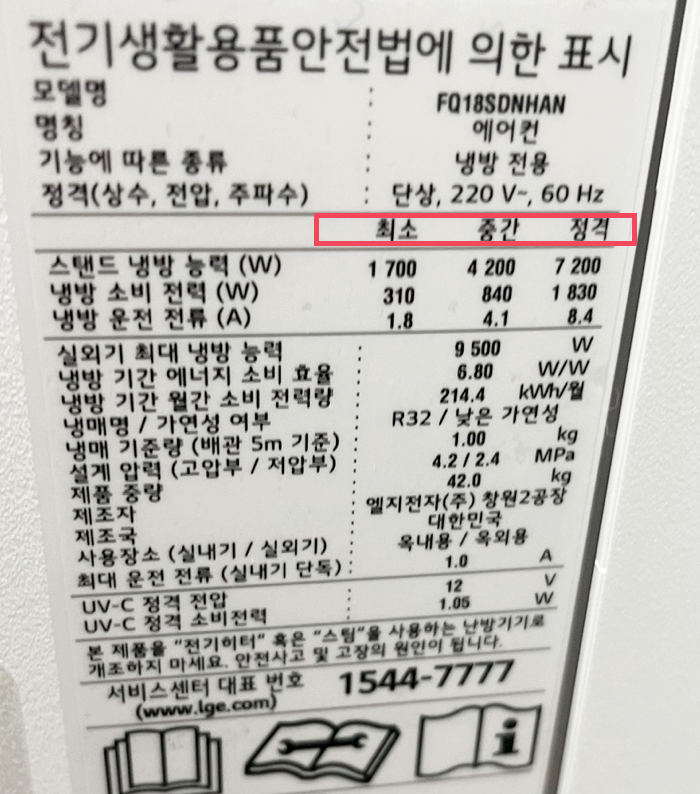 전기생활용품안전법에 의한 표시
모델명 : FQ18SDNHAN
명칭 : 에어컨
기능에 따른 종류 : 냉방 전용
정격(상수, 전압, 주파수) : 단상, 220 V~, 60 Hz
최소 중간 정격
스탠드 냉방 능력 (W) 1 700 4 200 7 200
냉방 소비 전력 (W) 310 840 1 830
냉방 운전 전류 (A) 1.8 4.1 8.4
실외기 최대 냉방 능력 : 9 500 W
냉방 기간 에너지 소비 효율 : 6.80 W/W
냉방 기간 월간 소비 전력량 : 214.4 kWh/월
냉매명 / 가연성 여부 : R32 / 낮은 가연성
냉매 기준량 (배관 5m 기준) : 1.00 kg
설계 압력 (고압부 / 저압부) : 4.2 / 2.4 MPa
제품 중량 : 42.0 kg
제조자 : 엘지전자(주) 창원2공장
제조국 : 대한민국
사용장소 (실내기 / 실외기) : 옥내용 / 옥외용
최대 운전 전류 (실내기 단독) : 1.0 A
UV-C 정격 전압 : 12 V
UV-C 정격 소비전력 : 1.05 W
본 제품을 "전기히터" 혹은 "스팀"을 사용하는 난방기기로
개조하지 마세요. 안전사고 및 고장의 원인이 됩니다.
서비스센터 대표 번호 1544-7777
(www.lge.com)